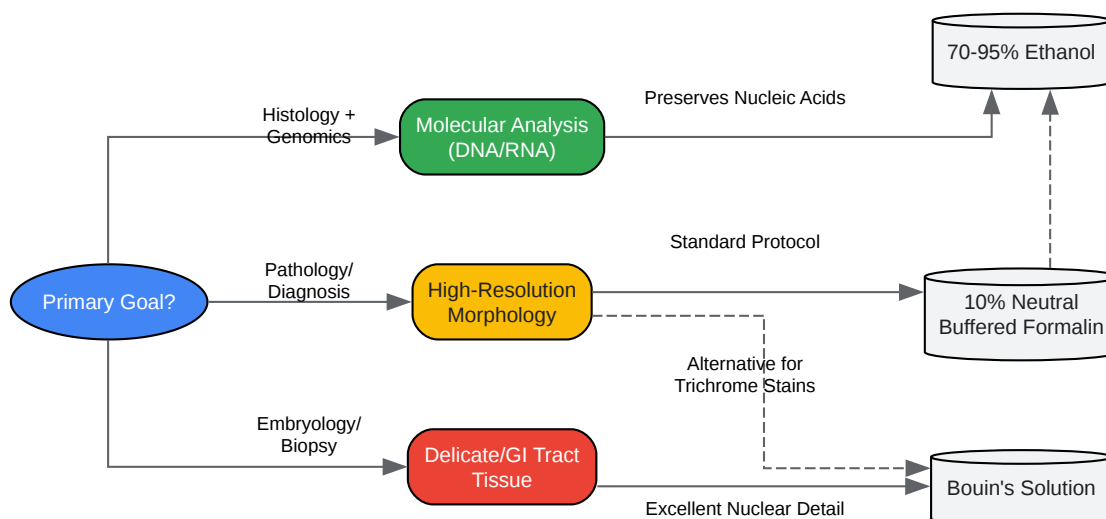 70-95% Ethanol
Histology +
Genomics
Molecular Analysis
(DNA/RNA)
Preserves Nucleic Acids
Primary Goal?
Pathology/
Diagnosis
High-Resolution
Morphology
Standard Protocol
10% Neutral
Buffered Formalin
Alternative for
Trichrome Stains
Embryology/
Biopsy
Delicate/GI Tract
Tissue
Excellent Nuclear Detail
Bouin's Solution